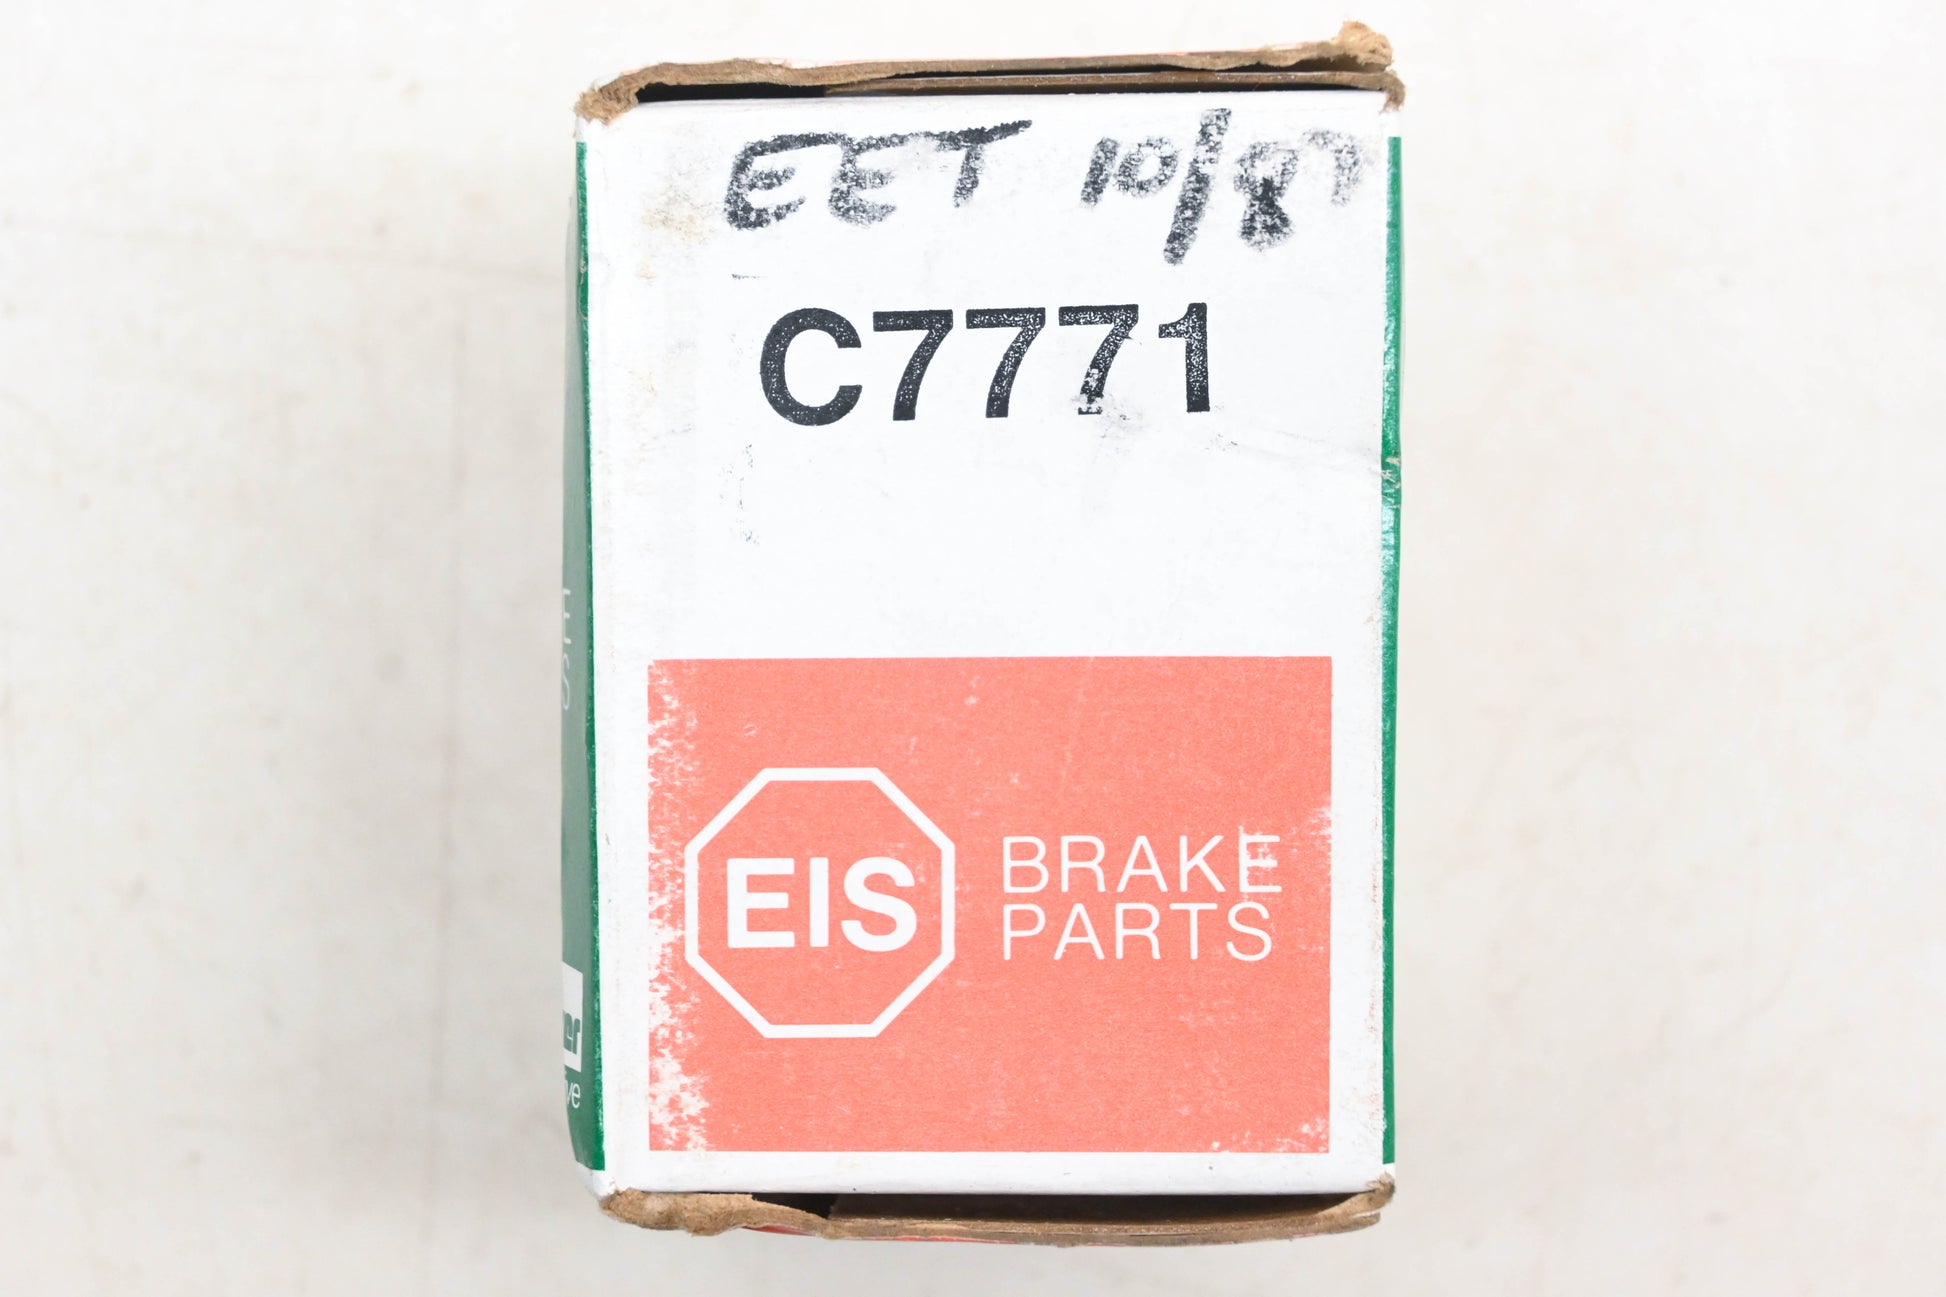 EET 10/87
C7771
EIS
BRAKE
PARTS